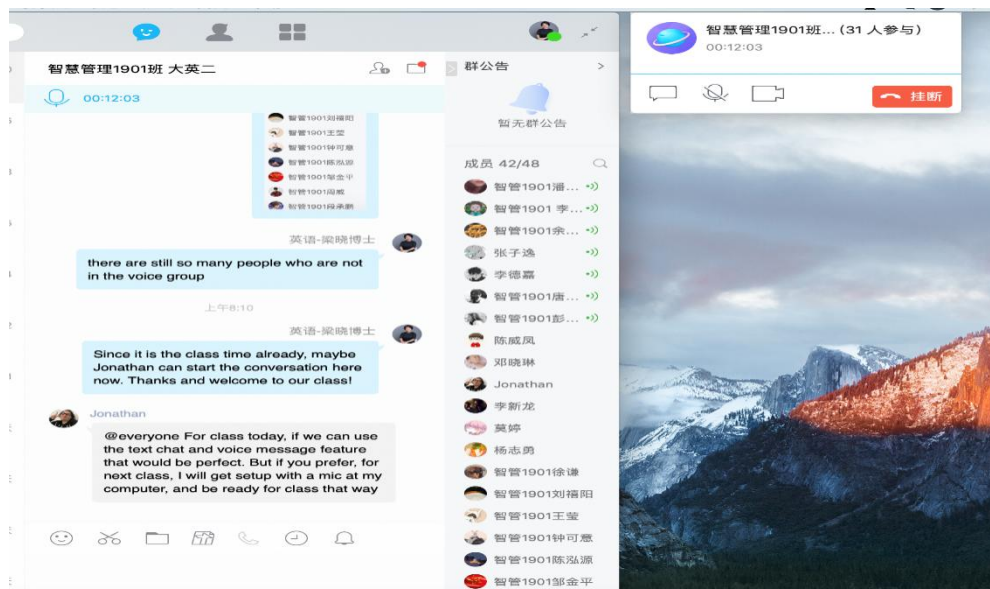 智慧管理1901班 大英二
00:12:03
智管1901刘禧阳
智管1901王莹
智管1901钟可意
智管1901陈泓源
智管1901邹金平
智管1901段威
智管1901段承鹏
英语-梁晓博士
there are still so many people who are not
in the voice group
上午8:10
英语-梁晓博士
Since it is the class time already, maybe
Jonathan can start the conversation here
now. Thanks and welcome to our class!
Jonathan
@everyone For class today, if we can use
the text chat and voice message feature
that would be perfect. But if you prefer, for
next class, I will get setup with a mic at my
computer, and be ready for class that way
群公告
暂无群公告
成员 42/48
智管1901潘...
智管1901 李...
智管1901余...
张子逸
李德嘉
智管1901唐...
智管1901彭...
陈威凤
邓晓琳
Jonathan
李新龙
莫婷
杨志勇
智管1901徐谦
智管1901刘禧阳
智管1901王莹
智管1901钟可意
智管1901陈泓源
智管1901邹金平
智慧管理1901班... (31 人参与)
00:12:03
挂断